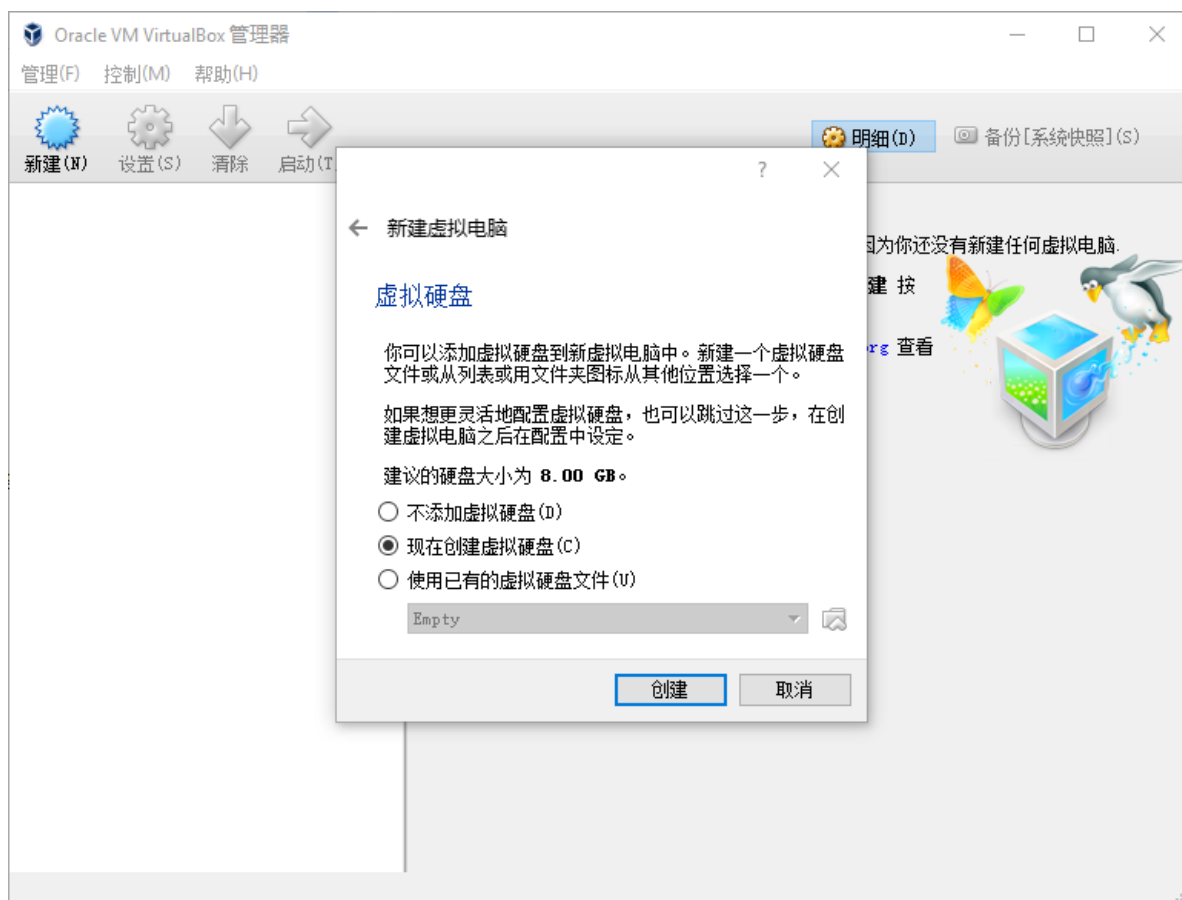 Oracle VM VirtualBox 管理器
管理(F) 控制(M) 帮助(H)
新建(N) 设置(S) 清除 启动(T
明细(D) 备份[系统快照](S)
?
新建虚拟电脑
虚拟硬盘
因为你还没有新建任何虚拟电脑.
建 按
org 查看
你可以添加虚拟硬盘到新虚拟电脑中。新建一个虚拟硬盘
文件或从列表或用文件夹图标从其他位置选择一个。
如果想更灵活地配置虚拟硬盘，也可以跳过这一步，在创
建虚拟电脑之后在配置中设定。
建议的硬盘大小为 8.00 GB。
不添加虚拟硬盘(D)
现在创建虚拟硬盘(C)
使用已有的虚拟硬盘文件(U)
Empty
创建 取消